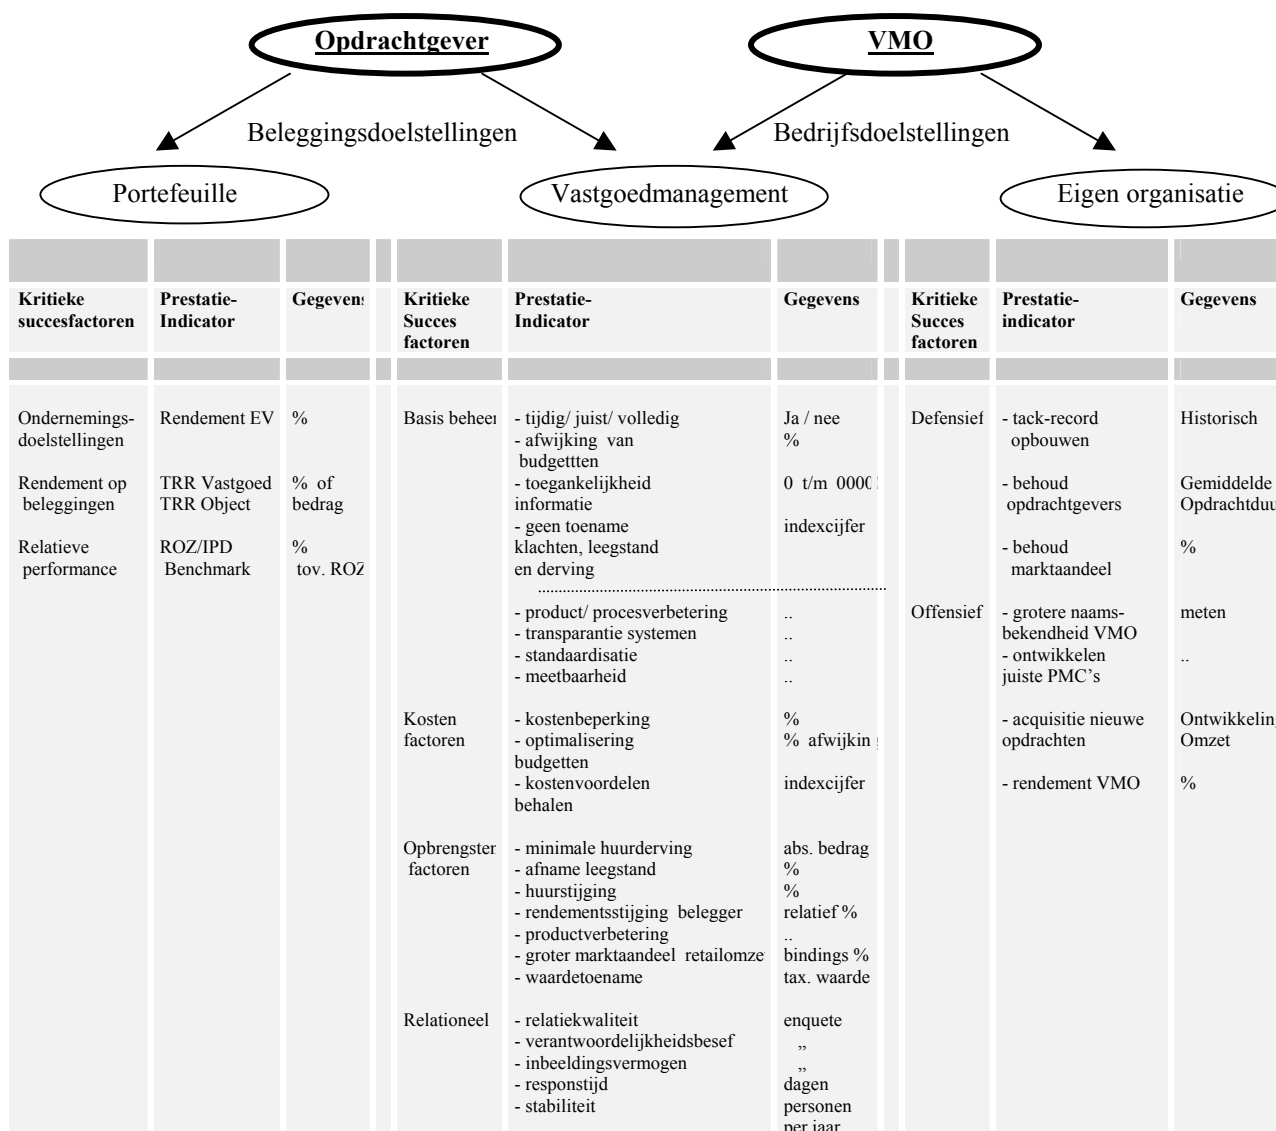 Opdrachtgever
VMO
Beleggingsdoelstellingen
Bedrijfsdoelstellingen
Portefeuille
Vastgoedmanagement
Eigen organisatie
Kritieke
succesfactoren
Prestatie-
Indicator
Gegevens
Kritieke
Succes
factoren
Prestatie-
Indicator
Gegevens
Kritieke
Succes
factoren
Prestatie-
indicator
Gegevens
Ondernemings-
doelstellingen
Rendement EV
%
Rendement op
beleggingen
TRR Vastgoed
TRR Object
% of
bedrag
Relatieve
performance
ROZ/IPD
Benchmark
%
tov. ROZ
Basis beheer
- tijdig/ juist/ volledig
Ja / nee
- afwijking van
budgettten
%
- toegankelijkheid
informatie
0 t/m 0000
- geen toename
klachten, leegstand
en derving
indexcijfer
- product/ procesverbetering
..
- transparantie systemen
..
- standaardisatie
..
- meetbaarheid
..
Kosten
factoren
- kostenbeperking
%
- optimalisering
budgetten
% afwijking
- kostenvoordelen
behalen
indexcijfer
Opbrengsten
factoren
- minimale huurderving
abs. bedrag
- afname leegstand
%
- huurstijging
%
- rendementsstijging belegger
relatief %
- productverbetering
..
- groter marktaandeel retailomze
bindings %
- waardetoename
tax. waarde
Relationeel
- relatiekwaliteit
enquete
- verantwoordelijkheidsbesef
,,
- inbeeldingsvermogen
,,
- responstijd
dagen
- stabiliteit
personen
per jaar
Defensief
- tack-record
opbouwen
Historisch
- behoud
opdrachtgevers
Gemiddelde
Opdrachtduu
- behoud
marktaandeel
%
Offensief
- grotere naams-
bekendheid VMO
meten
- ontwikkelen
juiste PMC's
..
- acquisitie nieuwe
opdrachten
Ontwikkeling
Omzet
- rendement VMO
%